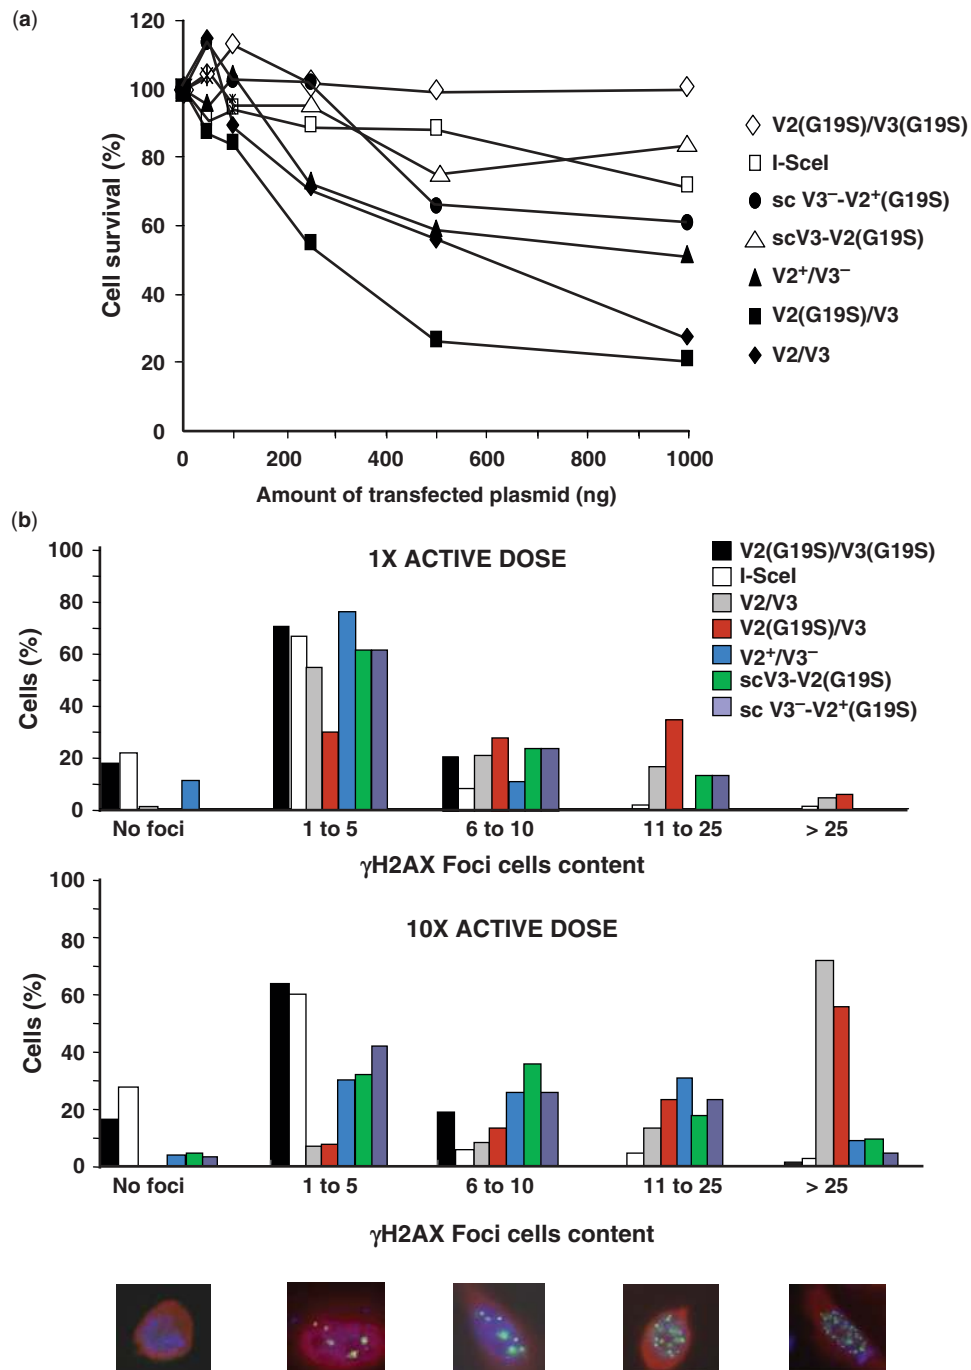 (a)
120
100
80
60
40
20
0
Cell survival (%)
0 200 400 600 800 1000
Amount of transfected plasmid (ng)
V2(G19S)/V3(G19S)
I-SceI
sc V3⁻-V2⁺(G19S)
scV3-V2(G19S)
V2⁺/V3⁻
V2(G19S)/V3
V2/V3
(b)
1X ACTIVE DOSE
100
80
60
40
20
0
Cells (%)
V2(G19S)/V3(G19S)
I-SceI
V2/V3
V2(G19S)/V3
V2⁺/V3⁻
scV3-V2(G19S)
sc V3⁻-V2⁺(G19S)
No foci 1 to 5 6 to 10 11 to 25 > 25
γH2AX Foci cells content
10X ACTIVE DOSE
100
80
60
40
20
0
Cells (%)
No foci 1 to 5 6 to 10 11 to 25 > 25
γH2AX Foci cells content